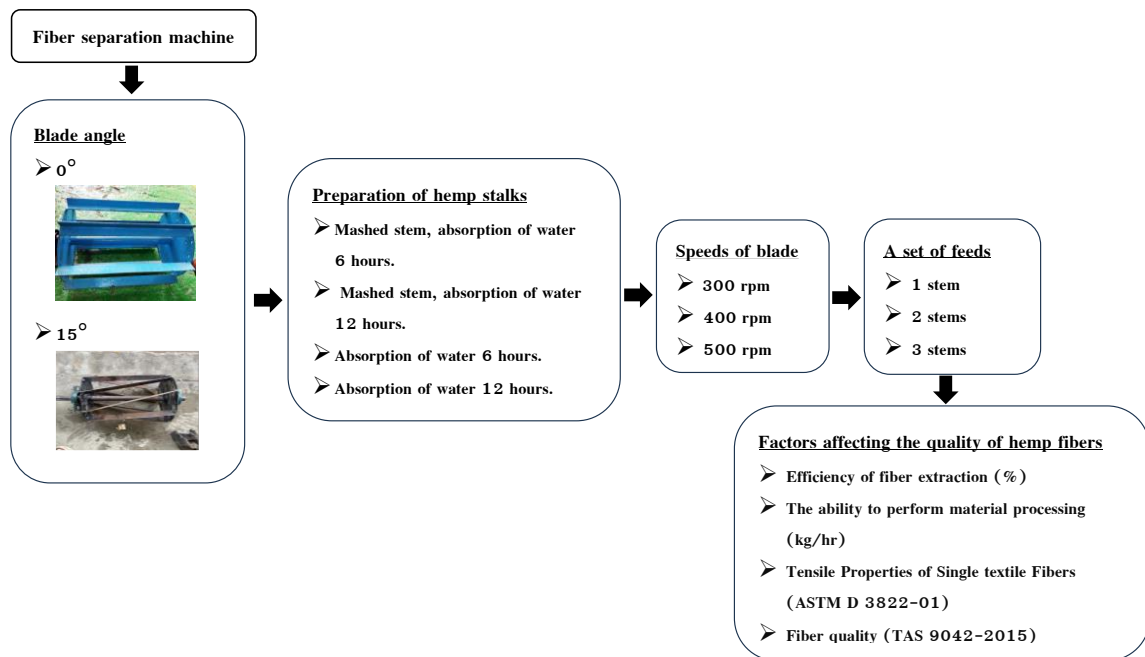 Fiber separation machine
Blade angle
➢ 0°
➢ 15°
Preparation of hemp stalks
➢ Mashed stem, absorption of water
6 hours.
➢ Mashed stem, absorption of water
12 hours.
➢ Absorption of water 6 hours.
➢ Absorption of water 12 hours.
Speeds of blade
➢ 300 rpm
➢ 400 rpm
➢ 500 rpm
A set of feeds
➢ 1 stem
➢ 2 stems
➢ 3 stems
Factors affecting the quality of hemp fibers
➢ Efficiency of fiber extraction (%)
➢ The ability to perform material processing
(kg/hr)
➢ Tensile Properties of Single textile Fibers
(ASTM D 3822-01)
➢ Fiber quality (TAS 9042-2015)